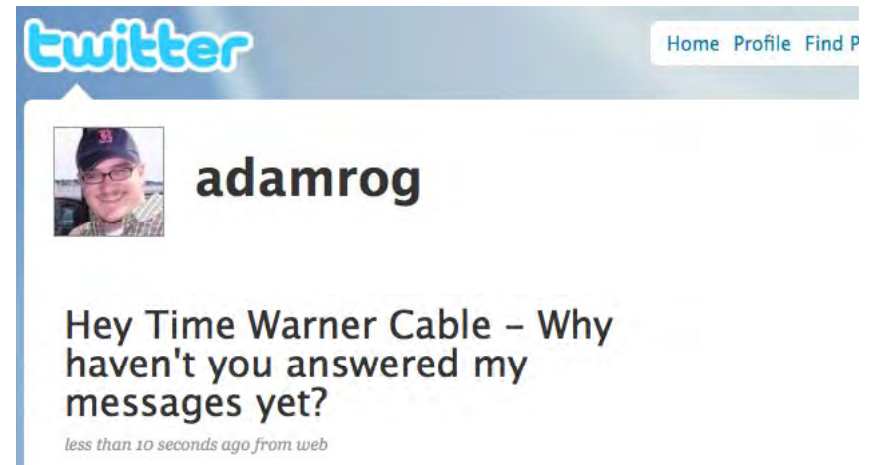 twitter
Home Profile Find P
adamrog
Hey Time Warner Cable – Why
haven't you answered my
messages yet?
less than 10 seconds ago from web